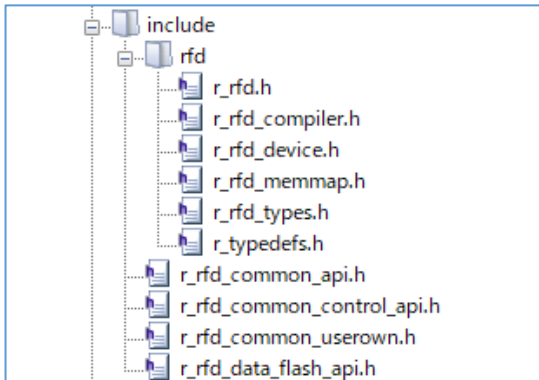 include
rfd
r_rfd.h
r_rfd_compiler.h
r_rfd_device.h
r_rfd_memmap.h
r_rfd_types.h
r_typedefs.h
r_rfd_common_api.h
r_rfd_common_control_api.h
r_rfd_common_userown.h
r_rfd_data_flash_api.h